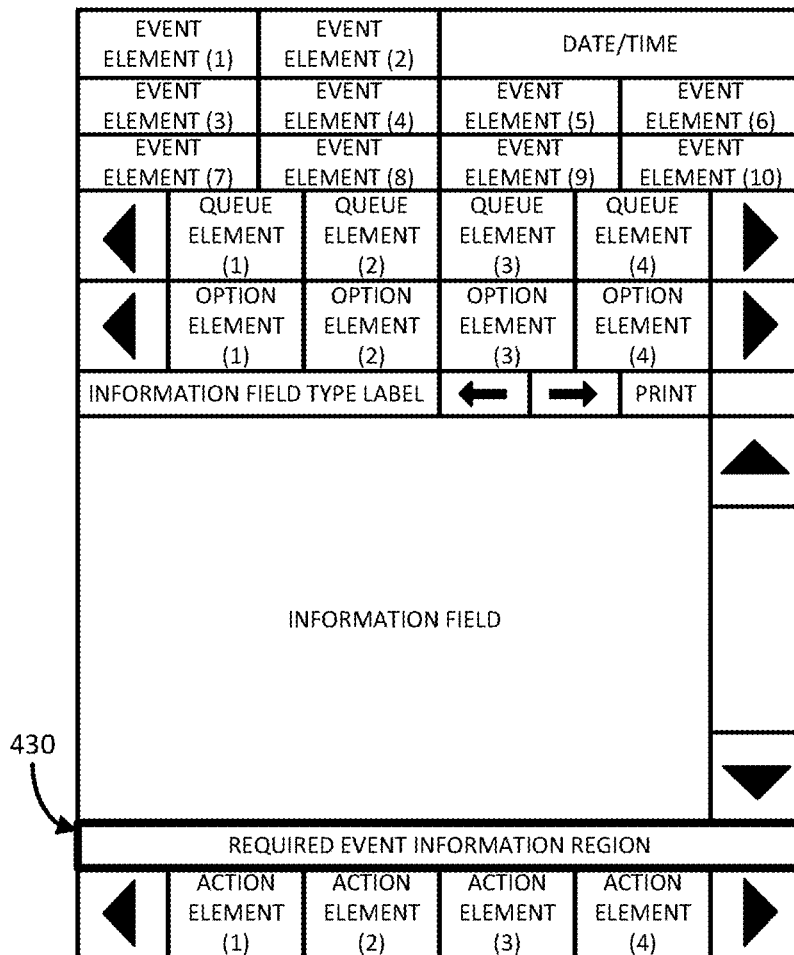 EVENT
ELEMENT (1)
EVENT
ELEMENT (2)
DATE/TIME
EVENT
ELEMENT (3)
EVENT
ELEMENT (4)
EVENT
ELEMENT (5)
EVENT
ELEMENT (6)
EVENT
ELEMENT (7)
EVENT
ELEMENT (8)
EVENT
ELEMENT (9)
EVENT
ELEMENT (10)
QUEUE
ELEMENT
(1)
QUEUE
ELEMENT
(2)
QUEUE
ELEMENT
(3)
QUEUE
ELEMENT
(4)
OPTION
ELEMENT
(1)
OPTION
ELEMENT
(2)
OPTION
ELEMENT
(3)
OPTION
ELEMENT
(4)
INFORMATION FIELD TYPE LABEL
PRINT
INFORMATION FIELD
430
REQUIRED EVENT INFORMATION REGION
ACTION
ELEMENT
(1)
ACTION
ELEMENT
(2)
ACTION
ELEMENT
(3)
ACTION
ELEMENT
(4)